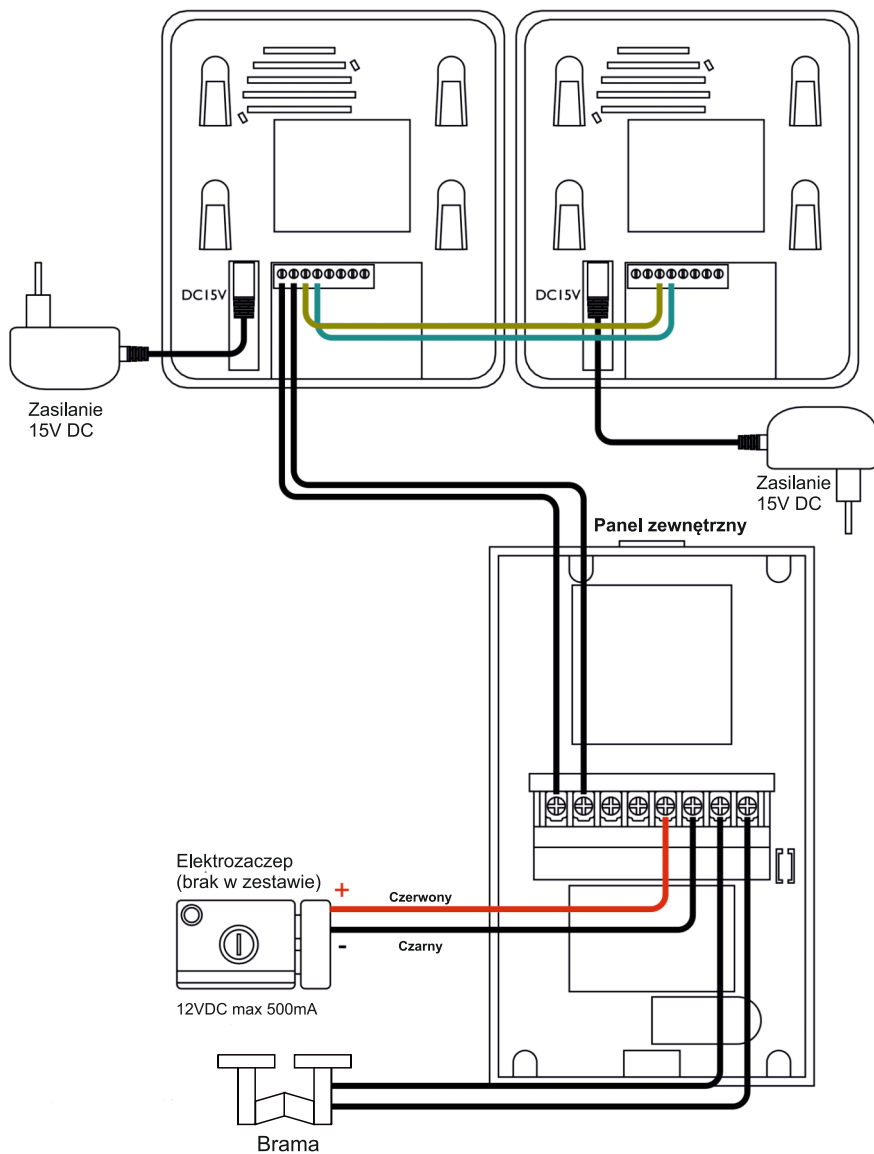 DC15V
DC15V
Zasilanie
15V DC
Zasilanie
15V DC
Panel zewnętrzny
Elektrozaczep
(brak w zestawie)
+
Czerwony
-
Czarny
12VDC max 500mA
Brama